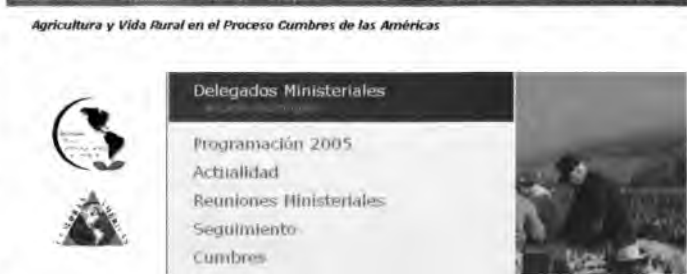 Agricultura y Vida Rural en el Proceso Cumbres de las Américas
Delegados Ministeriales
Programación 2005
Actualidad
Reuniones Ministeriales
Seguimiento
Cumbres